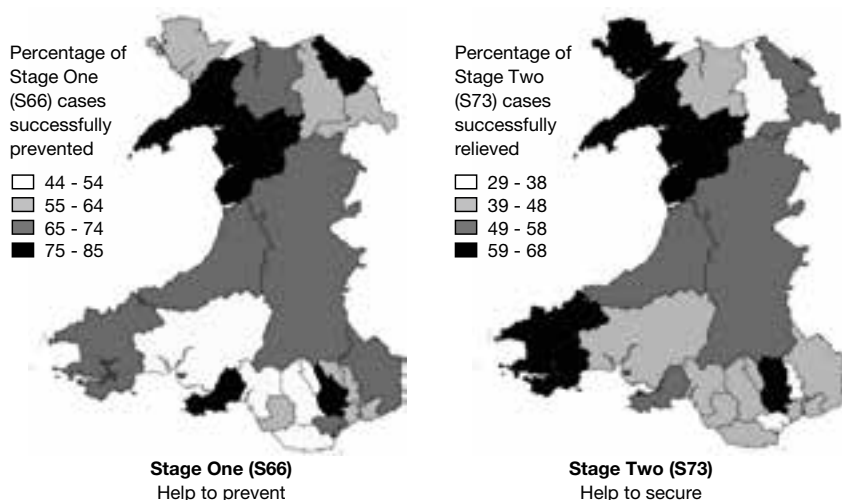 Percentage of
Stage One
(S66) cases
successfully
prevented
44 - 54
55 - 64
65 - 74
75 - 85
Stage One (S66)
Help to prevent
Percentage of
Stage Two
(S73) cases
successfully
relieved
29 - 38
39 - 48
49 - 58
59 - 68
Stage Two (S73)
Help to secure